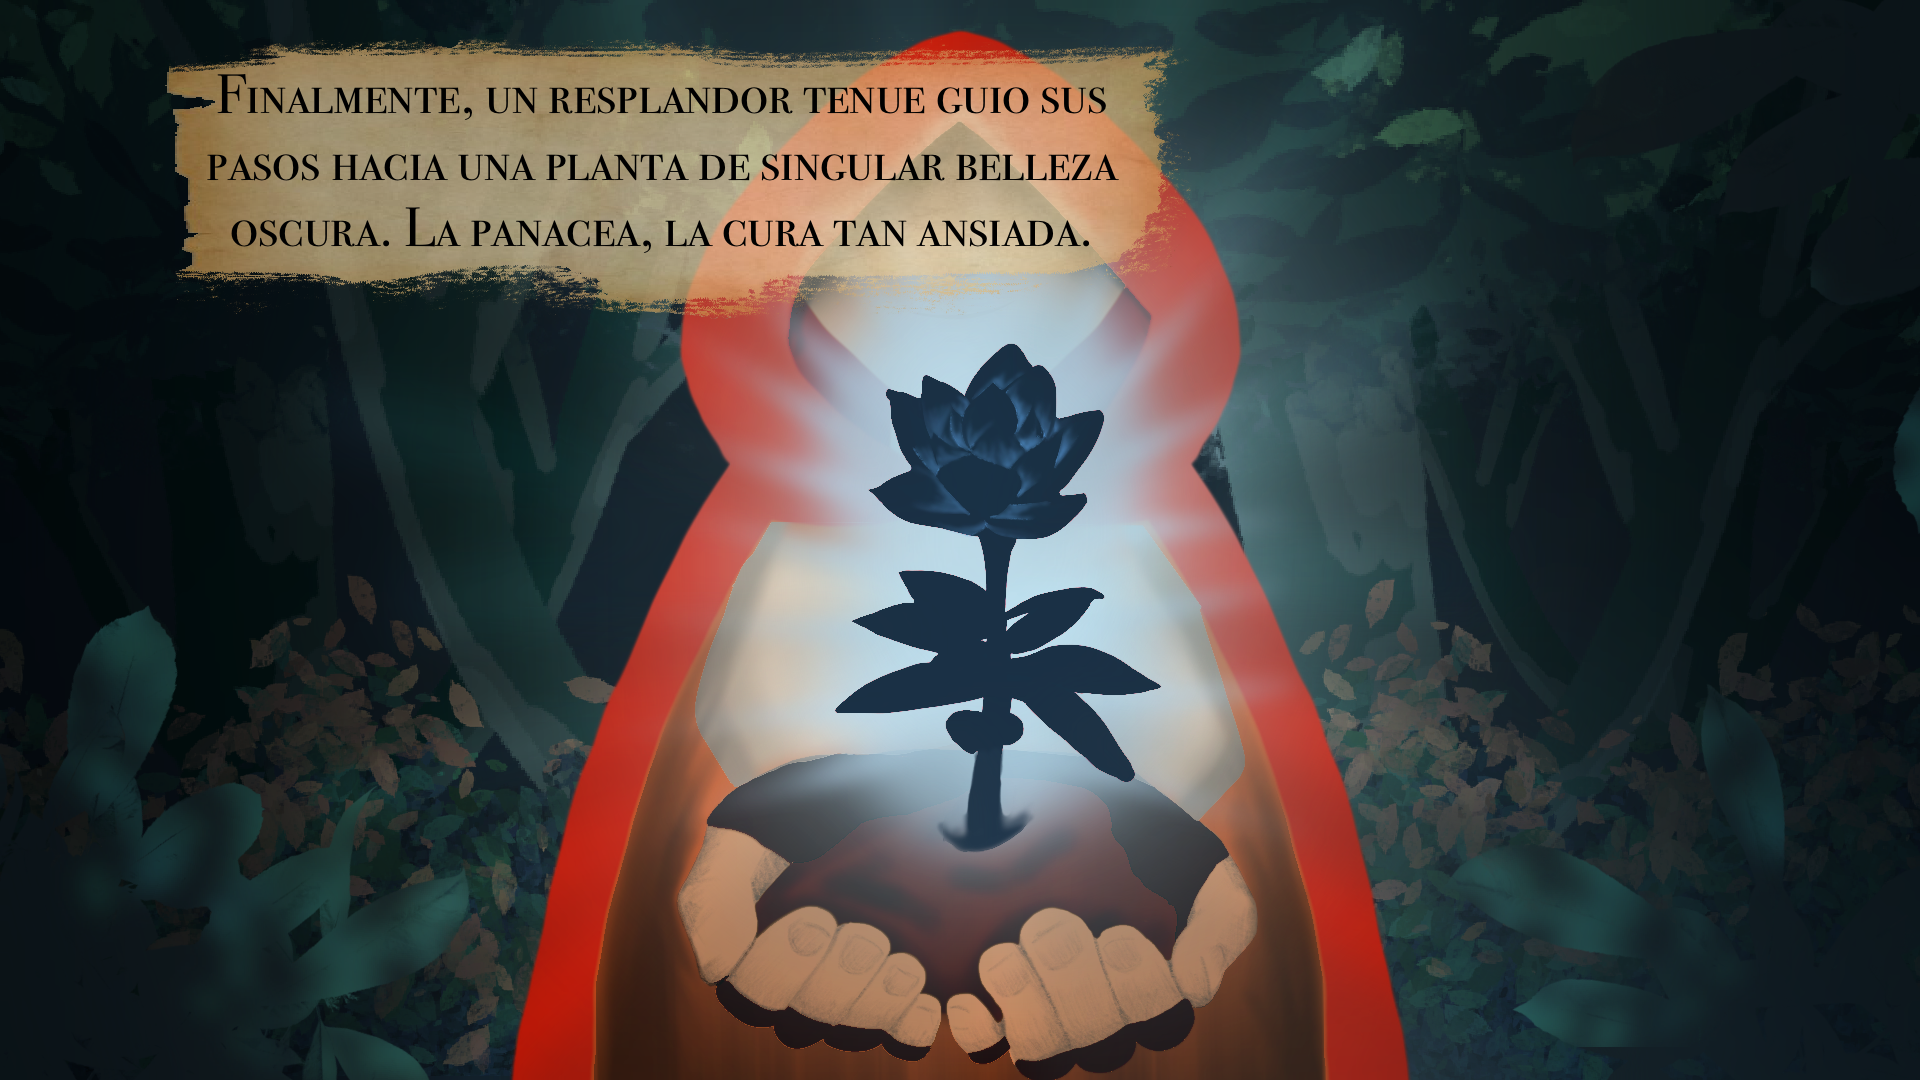 Finalmente, un resplandor tenue guio sus
pasos hacia una planta de singular belleza
oscura. La panacea, la cura tan ansiada.